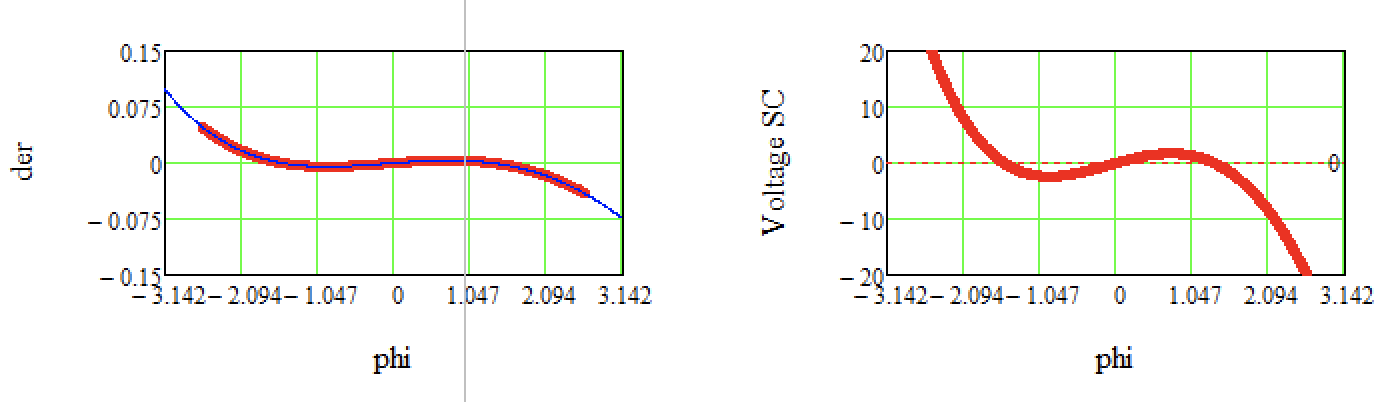 der
0.15
0.075
0
− 0.075
− 0.15
− 3.142 − 2.094 − 1.047 0 1.047 2.094 3.142
phi
Voltage SC
20
10
0
− 10
− 20
0
− 3.142 − 2.094 − 1.047 0 1.047 2.094 3.142
phi